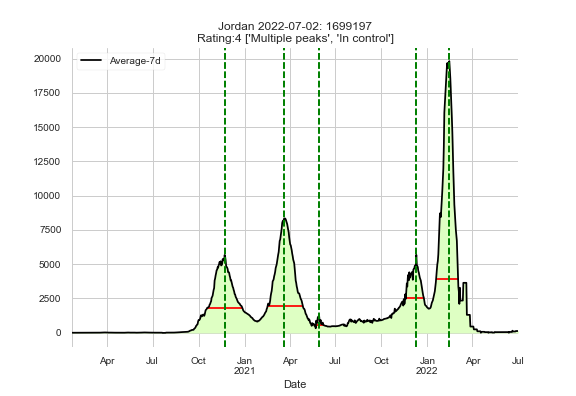 Jordan 2022-07-02: 1699197
Rating:4 ['Multiple peaks', 'In control']
Average-7d
20000
17500
15000
12500
10000
7500
5000
2500
0
Apr Jul Oct Jan Apr Jul Oct Jan Apr Jul
2021 2022
Date